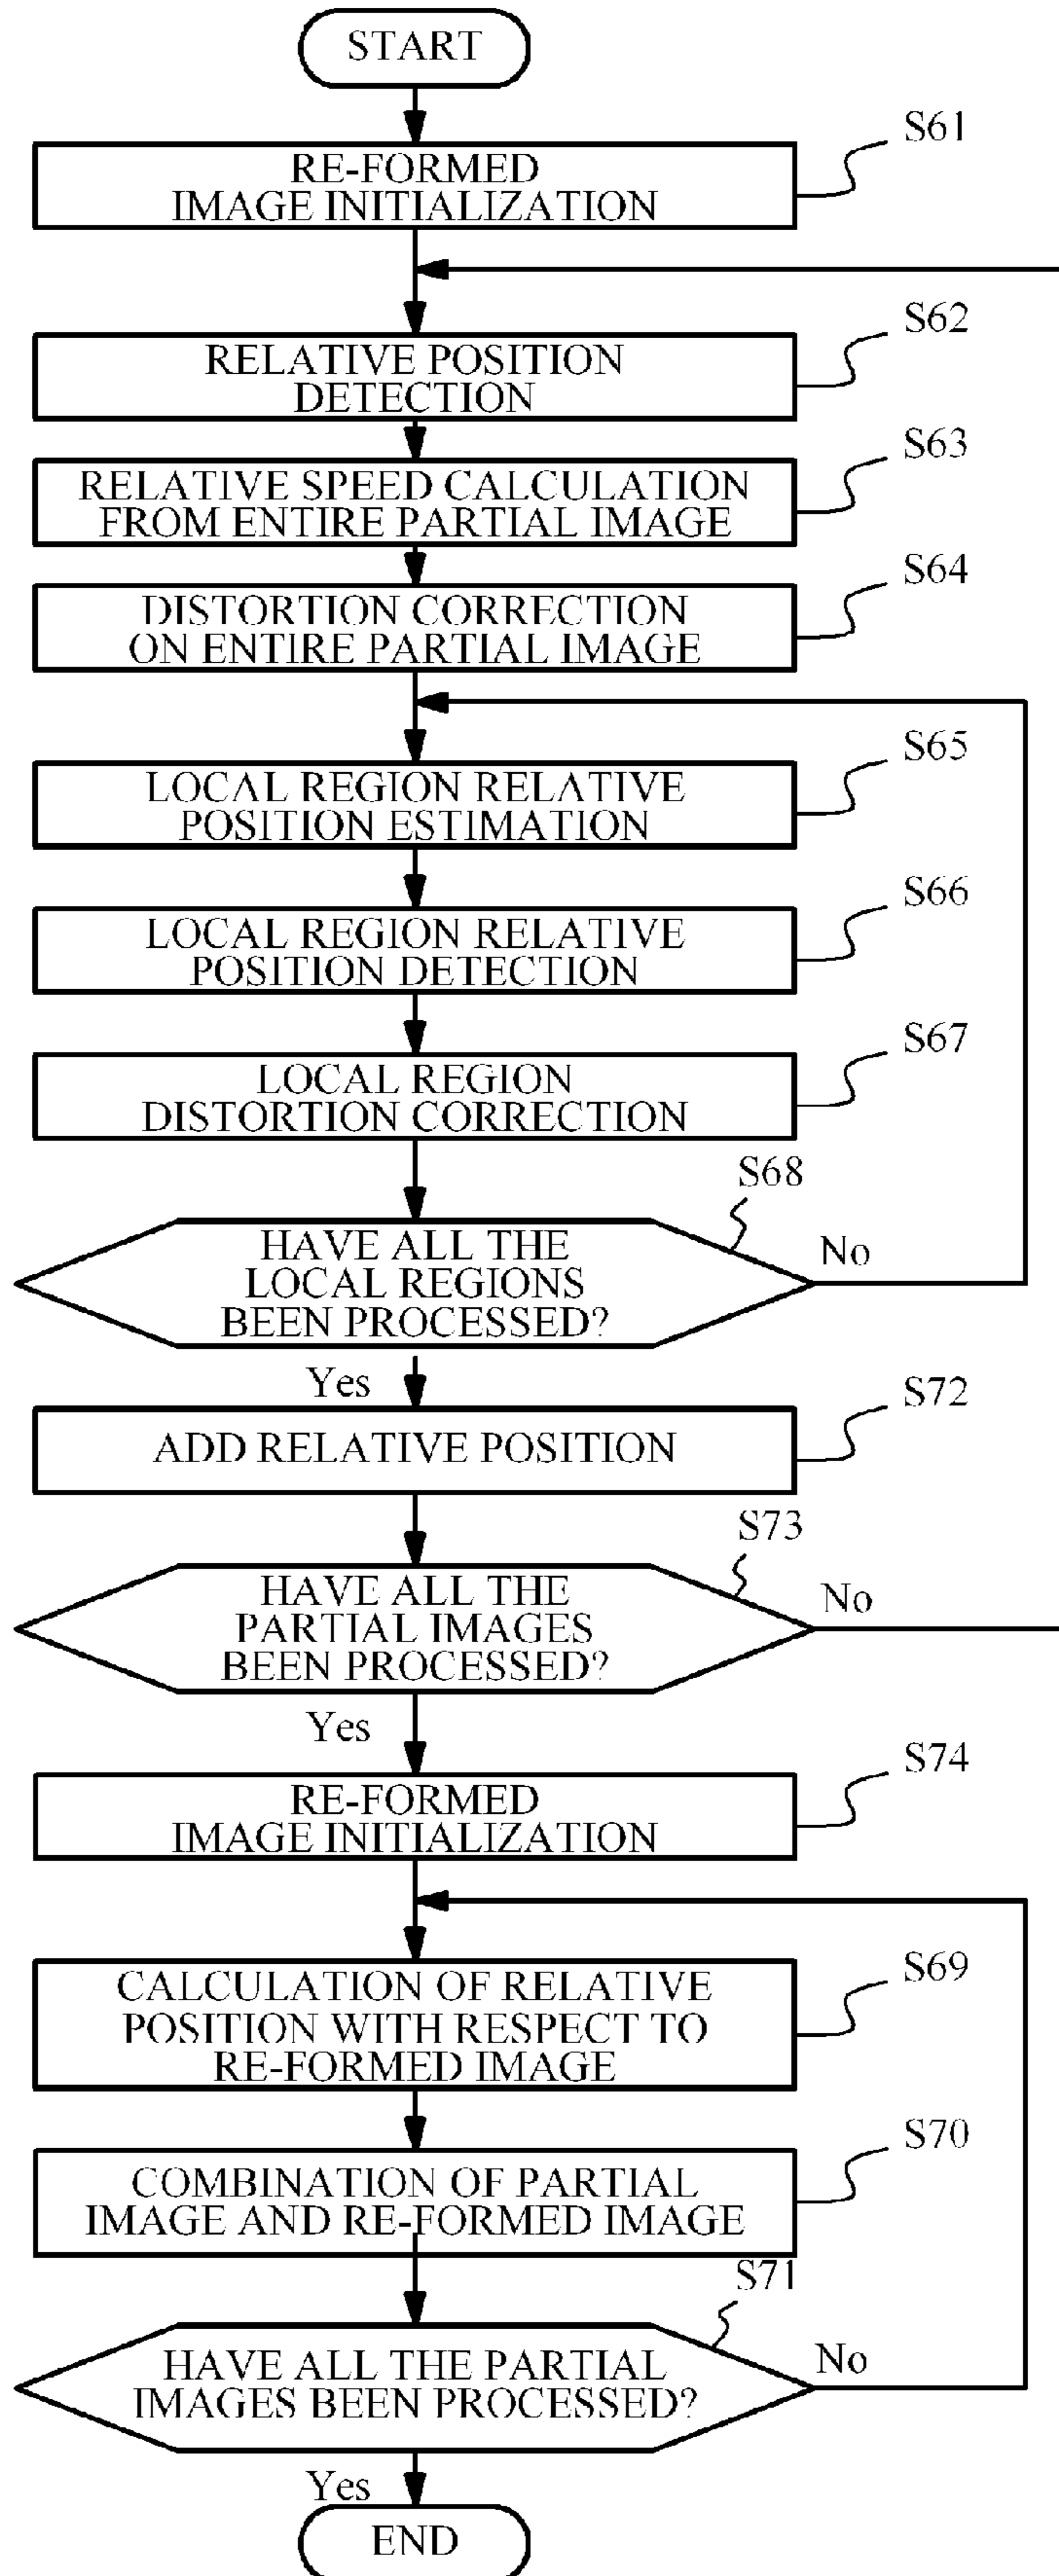 START
S61
RE-FORMED
IMAGE INITIALIZATION
S62
RELATIVE POSITION
DETECTION
S63
RELATIVE SPEED CALCULATION
FROM ENTIRE PARTIAL IMAGE
S64
DISTORTION CORRECTION
ON ENTIRE PARTIAL IMAGE
S65
LOCAL REGION RELATIVE
POSITION ESTIMATION
S66
LOCAL REGION RELATIVE
POSITION DETECTION
S67
LOCAL REGION
DISTORTION CORRECTION
S68
HAVE ALL THE
LOCAL REGIONS
BEEN PROCESSED?
No
Yes
S72
ADD RELATIVE POSITION
S73
HAVE ALL THE
PARTIAL IMAGES
BEEN PROCESSED?
No
Yes
S74
RE-FORMED
IMAGE INITIALIZATION
S69
CALCULATION OF RELATIVE
POSITION WITH RESPECT TO
RE-FORMED IMAGE
S70
COMBINATION OF PARTIAL
IMAGE AND RE-FORMED IMAGE
S71
HAVE ALL THE PARTIAL
IMAGES BEEN PROCESSED?
No
Yes
END